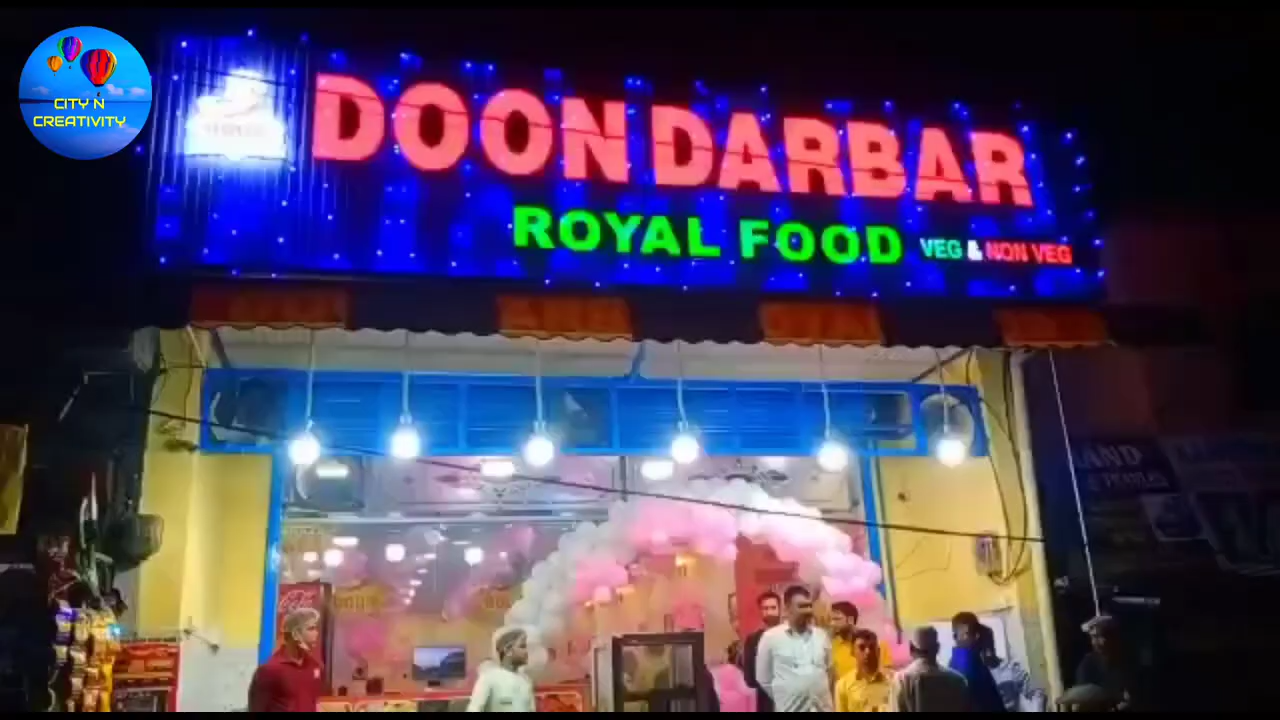 CITY N
CREATIVITY
DOON DARBAR
ROYAL FOOD VEG & NON VEG